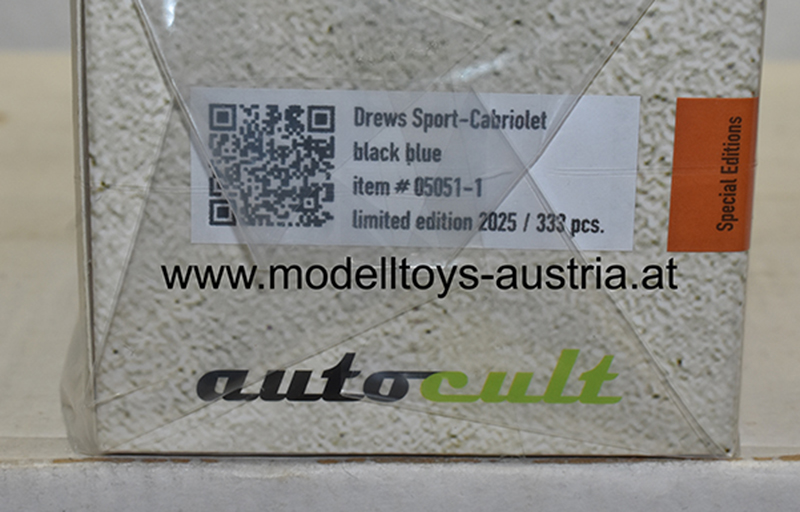 Drews Sport-Cabriolet
black blue
item # 05051-1
limited edition 2025 / 333 pcs.
Special Editions
www.modelltoys-austria.at
autocult